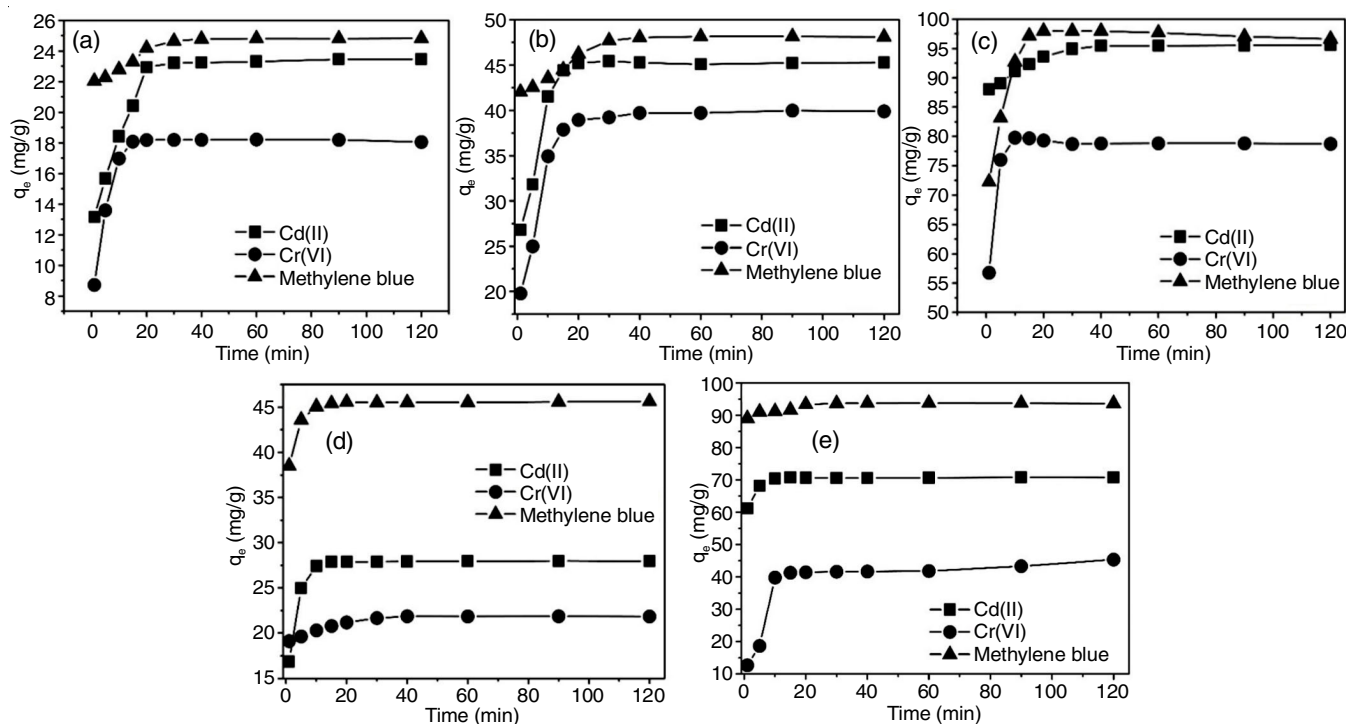 (a)
26
24
22
20
18
16
14
12
10
8
qe (mg/g)
Cd(II)
Cr(VI)
Methylene blue
0 20 40 60 80 100 120
Time (min)
(b)
50
45
40
35
30
25
20
qe (mg/g)
Cd(II)
Cr(VI)
Methylene blue
0 20 40 60 80 100 120
Time (min)
(c)
100
95
90
85
80
75
70
65
60
55
50
qe (mg/g)
Cd(II)
Cr(VI)
Methylene blue
0 20 40 60 80 100 120
Time (min)
(d)
45
40
35
30
25
20
15
qe (mg/g)
Cd(II)
Cr(VI)
Methylene blue
0 20 40 60 80 100 120
Time (min)
(e)
100
90
80
70
60
50
40
30
20
10
qe (mg/g)
Cd(II)
Cr(VI)
Methylene blue
0 20 40 60 80 100 120
Time (min)